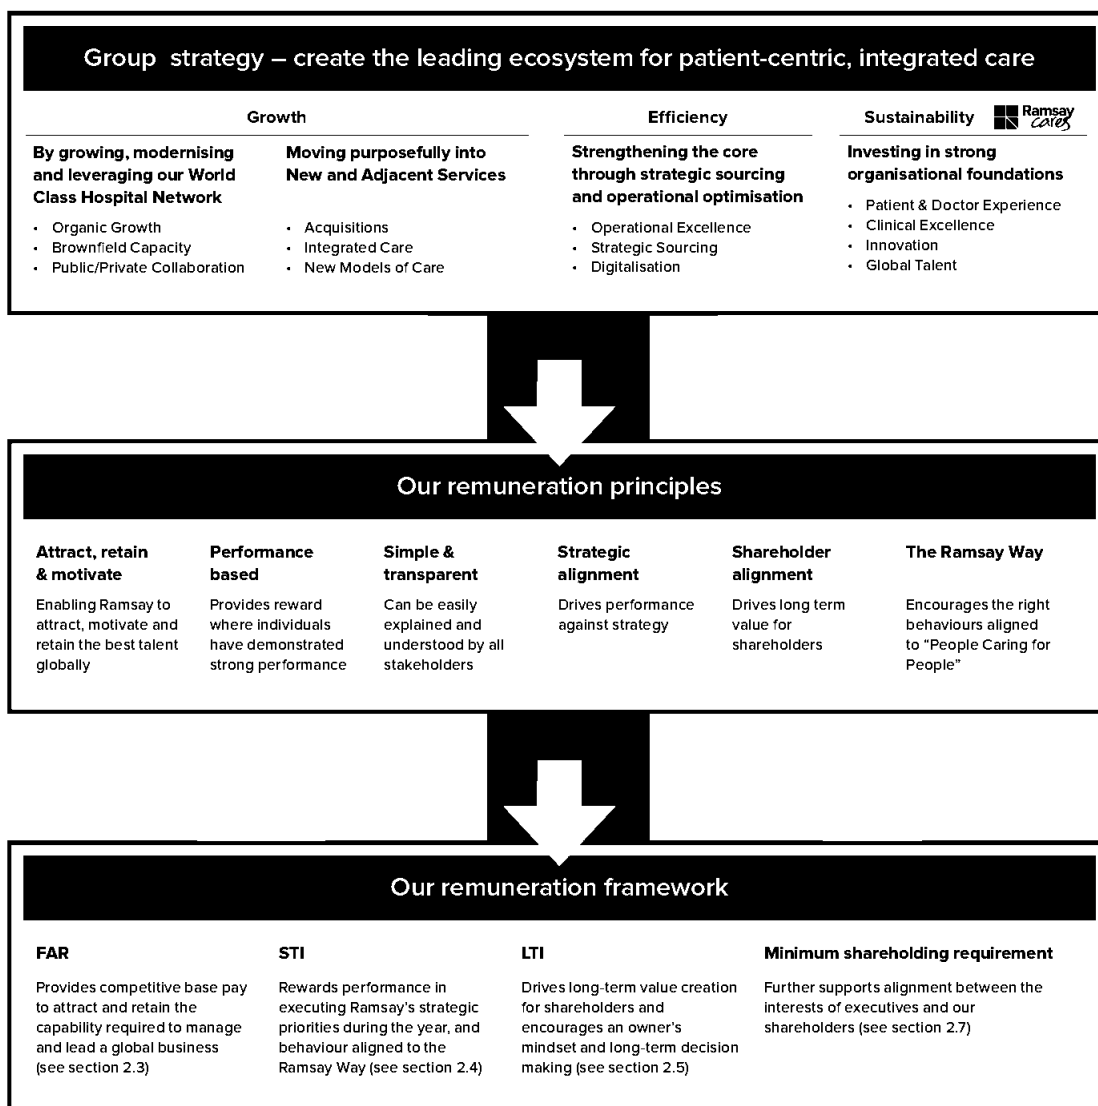 Group strategy – create the leading ecosystem for patient-centric, integrated care
Growth
By growing, modernising
and leveraging our World
Class Hospital Network
• Organic Growth
• Brownfield Capacity
• Public/Private Collaboration
Moving purposefully into
New and Adjacent Services
• Acquisitions
• Integrated Care
• New Models of Care
Efficiency
Strengthening the core
through strategic sourcing
and operational optimisation
• Operational Excellence
• Strategic Sourcing
• Digitalisation
Sustainability
Ramsay
Cares
Investing in strong
organisational foundations
• Patient & Doctor Experience
• Clinical Excellence
• Innovation
• Global Talent
Our remuneration principles
Attract, retain
& motivate
Enabling Ramsay to
attract, motivate and
retain the best talent
globally
Performance
based
Provides reward
where individuals
have demonstrated
strong performance
Simple &
transparent
Can be easily
explained and
understood by all
stakeholders
Strategic
alignment
Drives performance
against strategy
Shareholder
alignment
Drives long term
value for
shareholders
The Ramsay Way
Encourages the right
behaviours aligned
to “People Caring for
People”
Our remuneration framework
FAR
Provides competitive base pay
to attract and retain the
capability required to manage
and lead a global business
(see section 2.3)
STI
Rewards performance in
executing Ramsay’s strategic
priorities during the year, and
behaviour aligned to the
Ramsay Way (see section 2.4)
LTI
Drives long-term value creation
for shareholders and
encourages an owner’s
mindset and long-term decision
making (see section 2.5)
Minimum shareholding requirement
Further supports alignment between the
interests of executives and our
shareholders (see section 2.7)